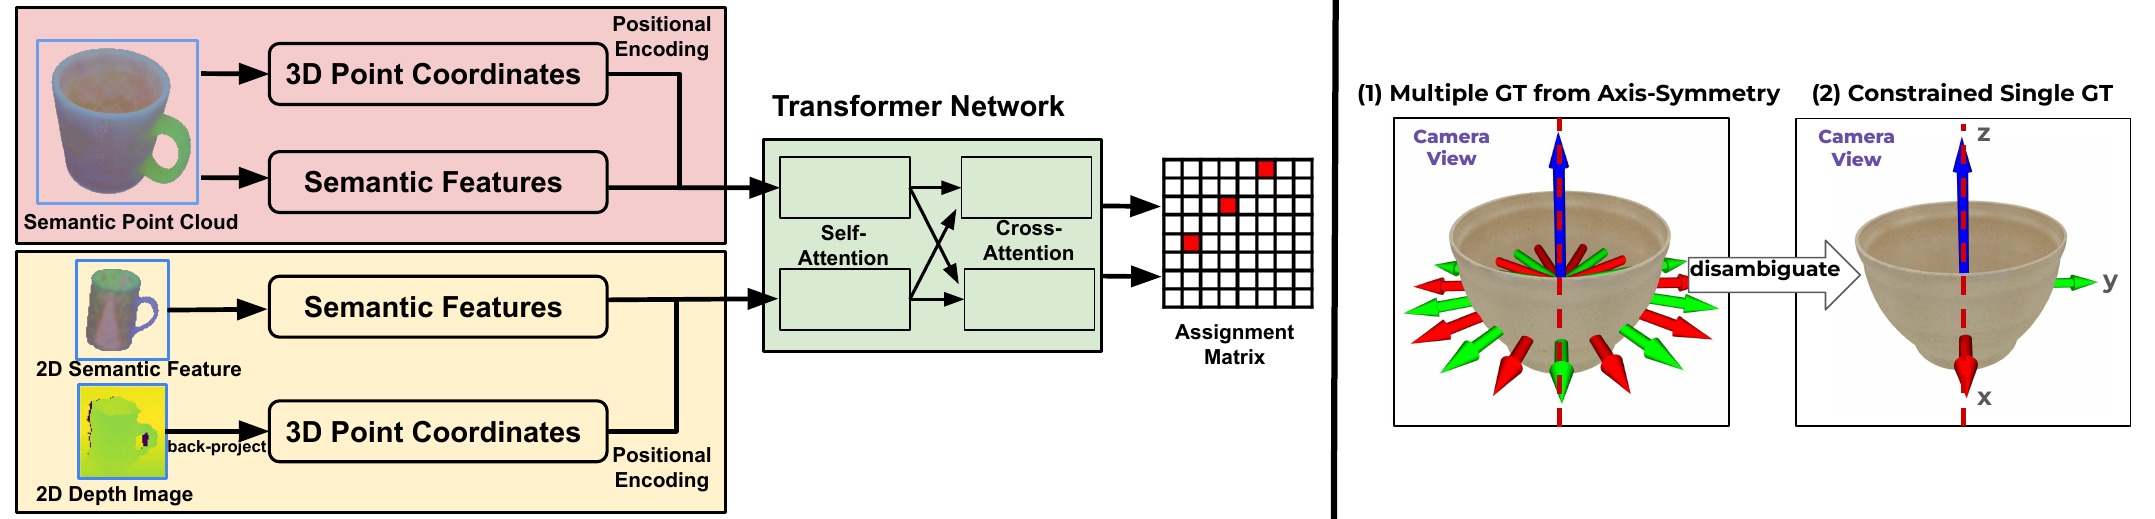 Positional
Encoding
3D Point Coordinates
Semantic Features
Semantic Point Cloud
Semantic Features
2D Semantic Feature
back-project
3D Point Coordinates
Positional
Encoding
2D Depth Image
Transformer Network
Self-
Attention
Cross-
Attention
Assignment
Matrix
(1) Multiple GT from Axis-Symmetry
Camera
View
disambiguate
(2) Constrained Single GT
Camera
View
z
y
x